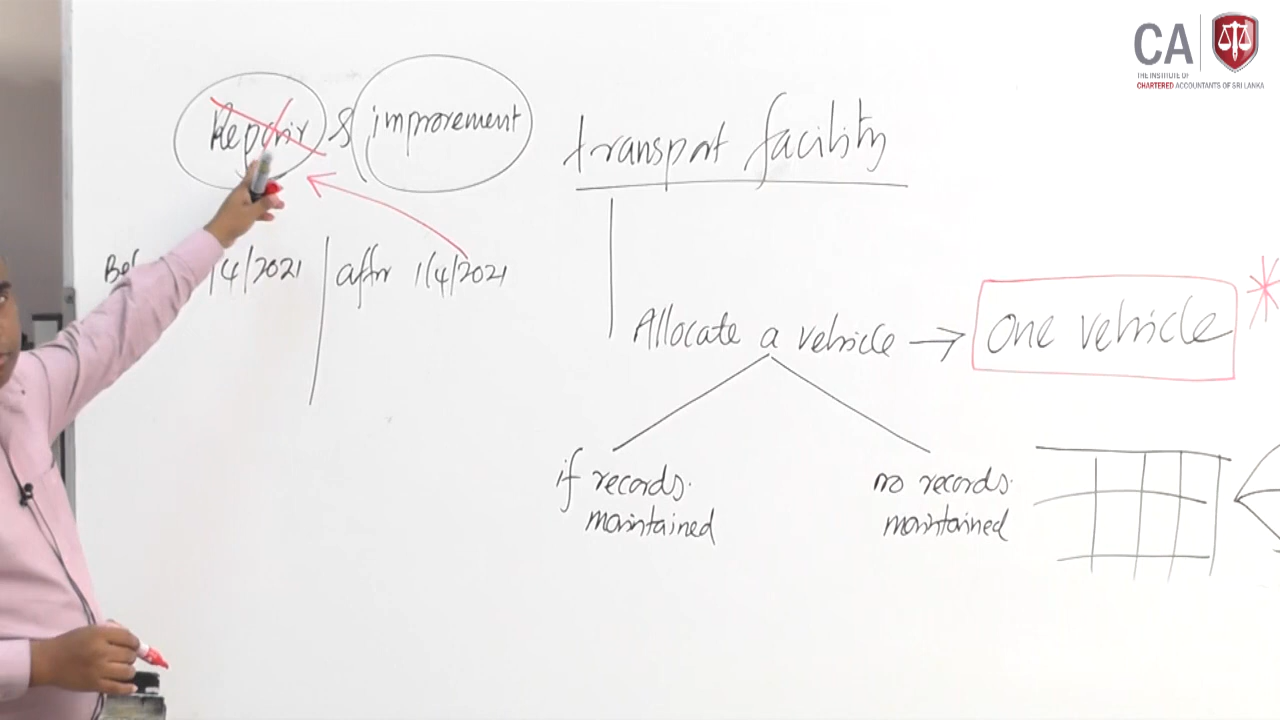 CA
THE INSTITUTE OF
CHARTERED ACCOUNTANTS OF SRI LANKA
Repair & improvement
1/4/2021
after 1/4/2021
transport facility
Allocate a vehicle → One vehicle *
if records
maintained
no records
maintained